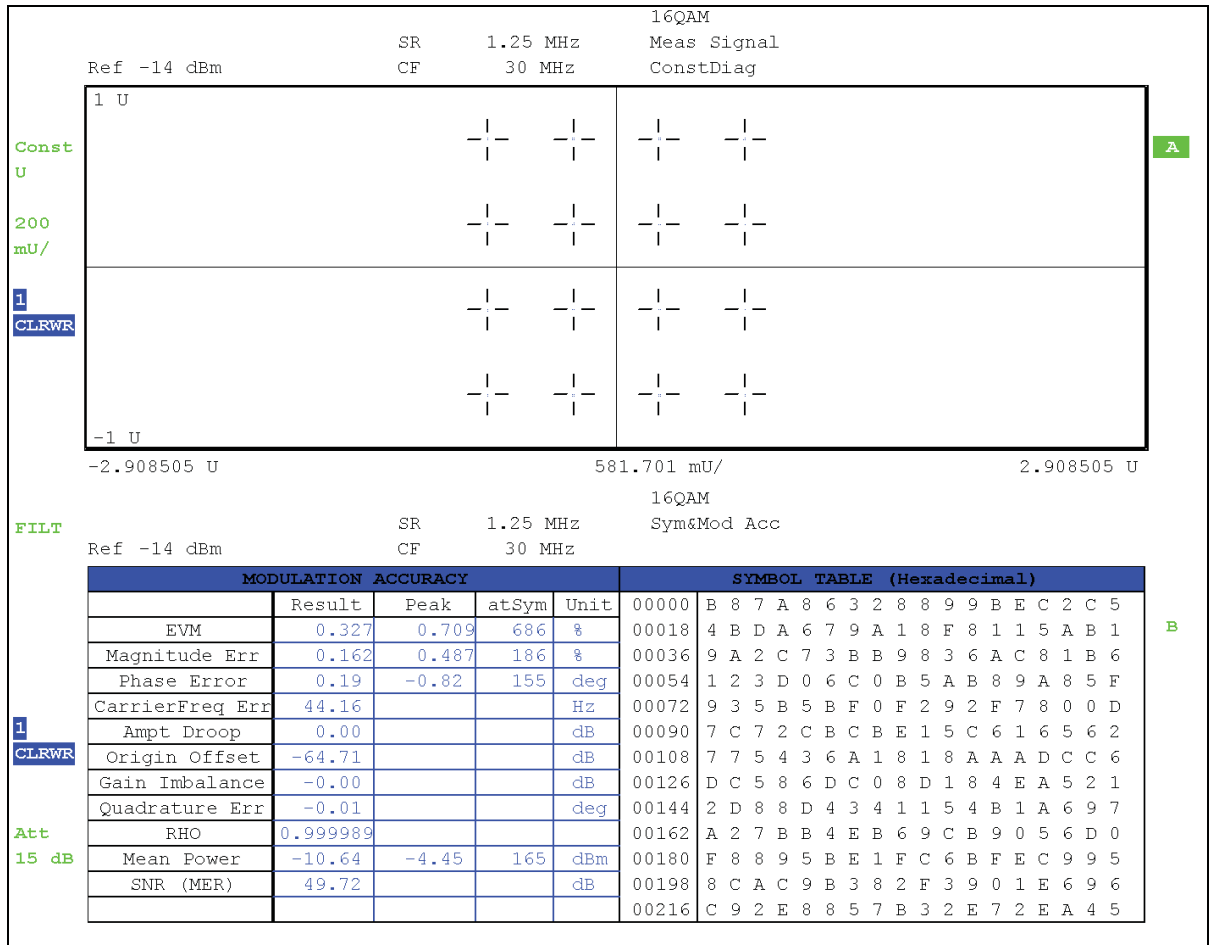 16QAM
SR 1.25 MHz Meas Signal
Ref -14 dBm CF 30 MHz ConstDiag
1 U
Const A
U
200
mU/
1
CLRWR
-1 U
-2.908505 U 581.701 mU/ 2.908505 U
16QAM
FILT SR 1.25 MHz Sym&Mod Acc
Ref -14 dBm CF 30 MHz
MODULATION ACCURACY SYMBOL TABLE (Hexadecimal)
Result Peak atSym Unit 00000 B 8 7 A 8 6 3 2 8 8 9 9 B E C 2 C 5
EVM 0.327 0.709 686 % 00018 4 B D A 6 7 9 A 1 8 F 8 1 1 5 A B 1 B
Magnitude Err 0.162 0.487 186 % 00036 9 A 2 C 7 3 B B 9 8 3 6 A C 8 1 B 6
Phase Error 0.19 -0.82 155 deg 00054 1 2 3 D 0 6 C 0 B 5 A B 8 9 A 8 5 F
CarrierFreq Err 44.16 Hz 00072 9 3 5 B 5 B F 0 F 2 9 2 F 7 8 0 0 D
1 Ampt Droop 0.00 dB 00090 7 C 7 2 C B C B E 1 5 C 6 1 6 5 6 2
CLRWR Origin Offset -64.71 dB 00108 7 7 5 4 3 6 A 1 8 1 8 A A A D C C 6
Gain Imbalance -0.00 dB 00126 D C 5 8 6 D C 0 8 D 1 8 4 E A 5 2 1
Quadrature Err -0.01 deg 00144 2 D 8 8 D 4 3 4 1 1 5 4 B 1 A 6 9 7
Att RHO 0.999989 00162 A 2 7 B B 4 E B 6 9 C B 9 0 5 6 D 0
15 dB Mean Power -10.64 -4.45 165 dBm 00180 F 8 8 9 5 B E 1 F C 6 B F E C 9 9 5
SNR (MER) 49.72 dB 00198 8 C A C 9 B 3 8 2 F 3 9 0 1 E 6 9 6
00216 C 9 2 E 8 8 5 7 B 3 2 E 7 2 E A 4 5